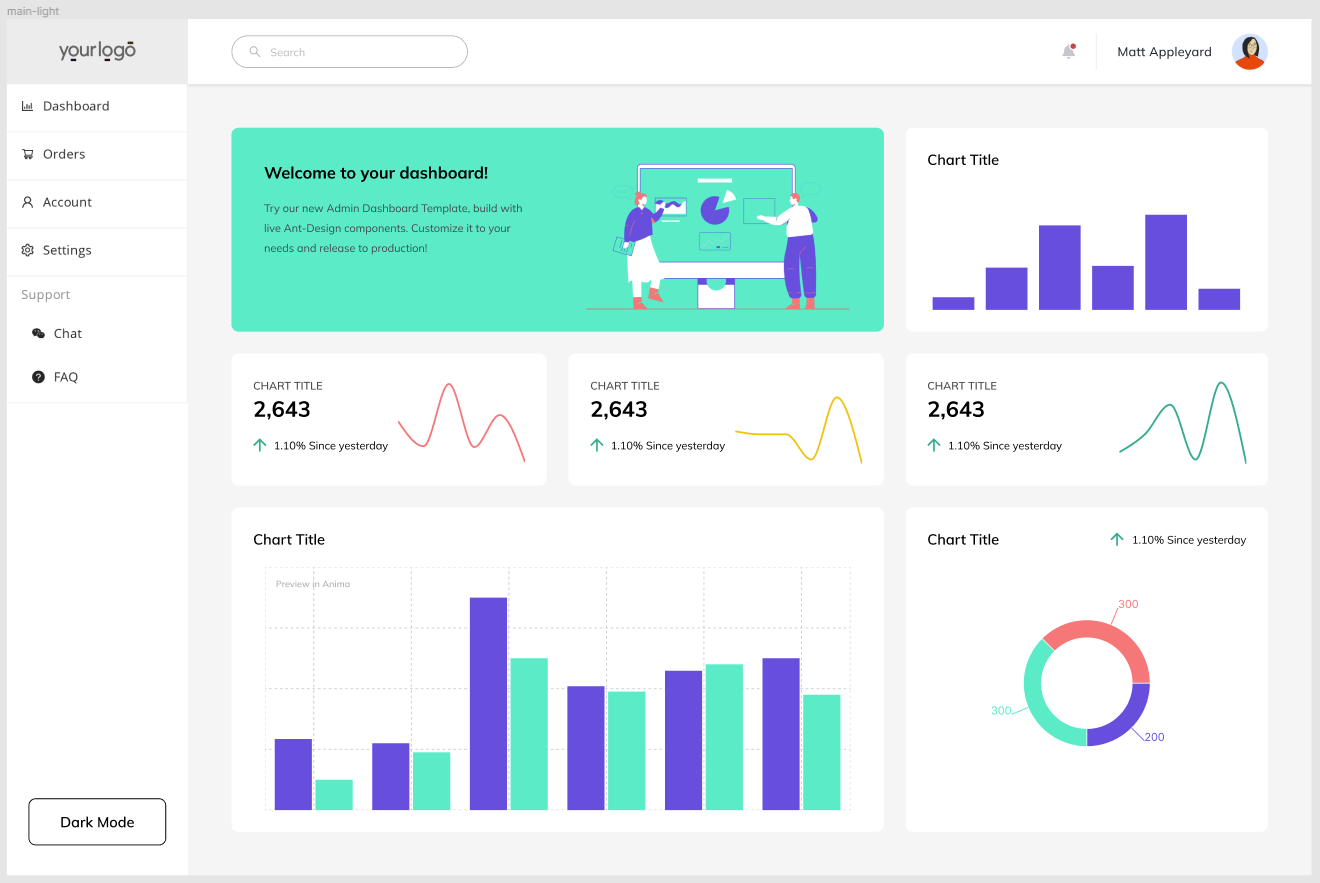 main-light
yourlogo
Search
Matt Appleyard
Dashboard
Orders
Account
Settings
Support
Chat
FAQ
Dark Mode
Welcome to your dashboard!
Try our new Admin Dashboard Template, build with
live Ant-Design components. Customize it to your
needs and release to production!
Chart Title
CHART TITLE
2,643
1.10% Since yesterday
CHART TITLE
2,643
1.10% Since yesterday
CHART TITLE
2,643
1.10% Since yesterday
Chart Title
Preview in Anima
Chart Title
1.10% Since yesterday
300
300
200